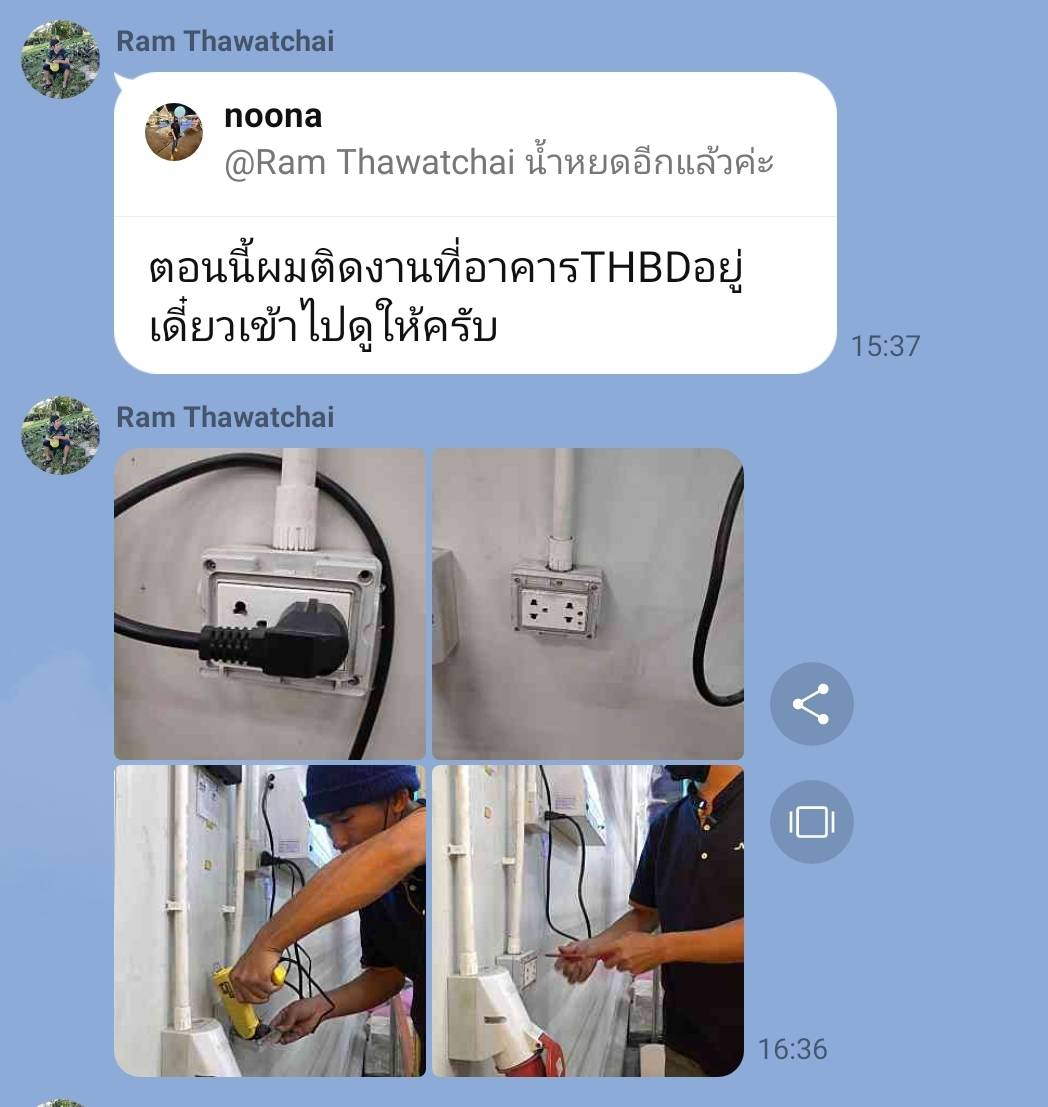 Ram Thawatchai
noona
@Ram Thawatchai น้ำหยดอีกแล้วค่ะ
ตอนนี้ผมติดงานที่อาคารTHBDอยู่
เดี๋ยวเข้าไปดูให้ครับ
15:37
Ram Thawatchai
16:36